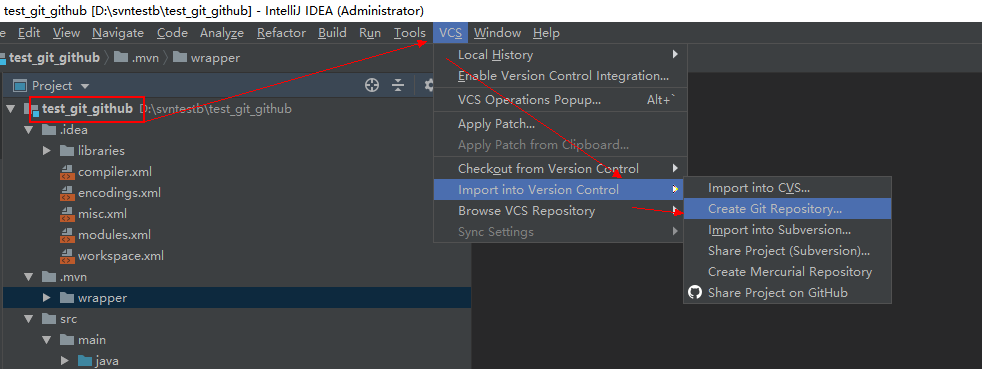 test_git_github [D:\svntestb\test_git_github] - IntelliJ IDEA (Administrator)
Edit View Navigate Code Analyze Refactor Build Run Tools VCS Window Help
test_git_github .mvn wrapper
Project
test_git_github D:\svntestb\test_git_github
.idea
libraries
compiler.xml
encodings.xml
misc.xml
modules.xml
workspace.xml
.mvn
wrapper
src
main
java
Local History
Enable Version Control Integration...
VCS Operations Popup... Alt+`
Apply Patch...
Apply Patch from Clipboard...
Checkout from Version Control
Import into Version Control
Browse VCS Repository
Sync Settings
Import into CVS...
Create Git Repository...
Import into Subversion...
Share Project (Subversion)...
Create Mercurial Repository
Share Project on GitHub